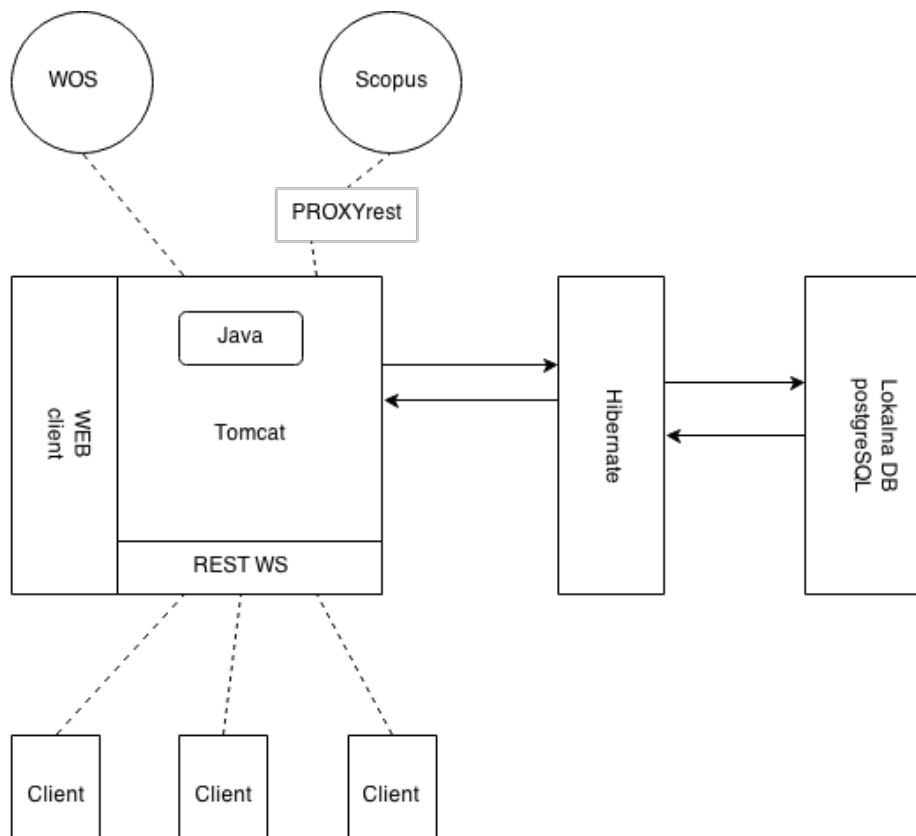 WOS
Scopus
PROXYrest
Java
Tomcat
WEB
client
REST WS
Hibernate
Lokalna DB
postgreSQL
Client
Client
Client